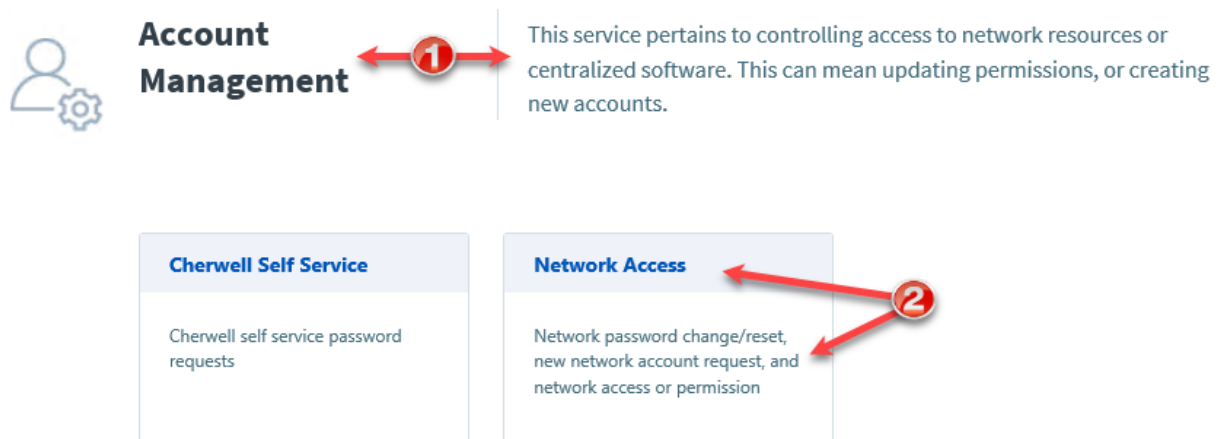 Account
Management
1
This service pertains to controlling access to network resources or
centralized software. This can mean updating permissions, or creating
new accounts.
Cherwell Self Service
Cherwell self service password
requests
Network Access
2
Network password change/reset,
new network account request, and
network access or permission